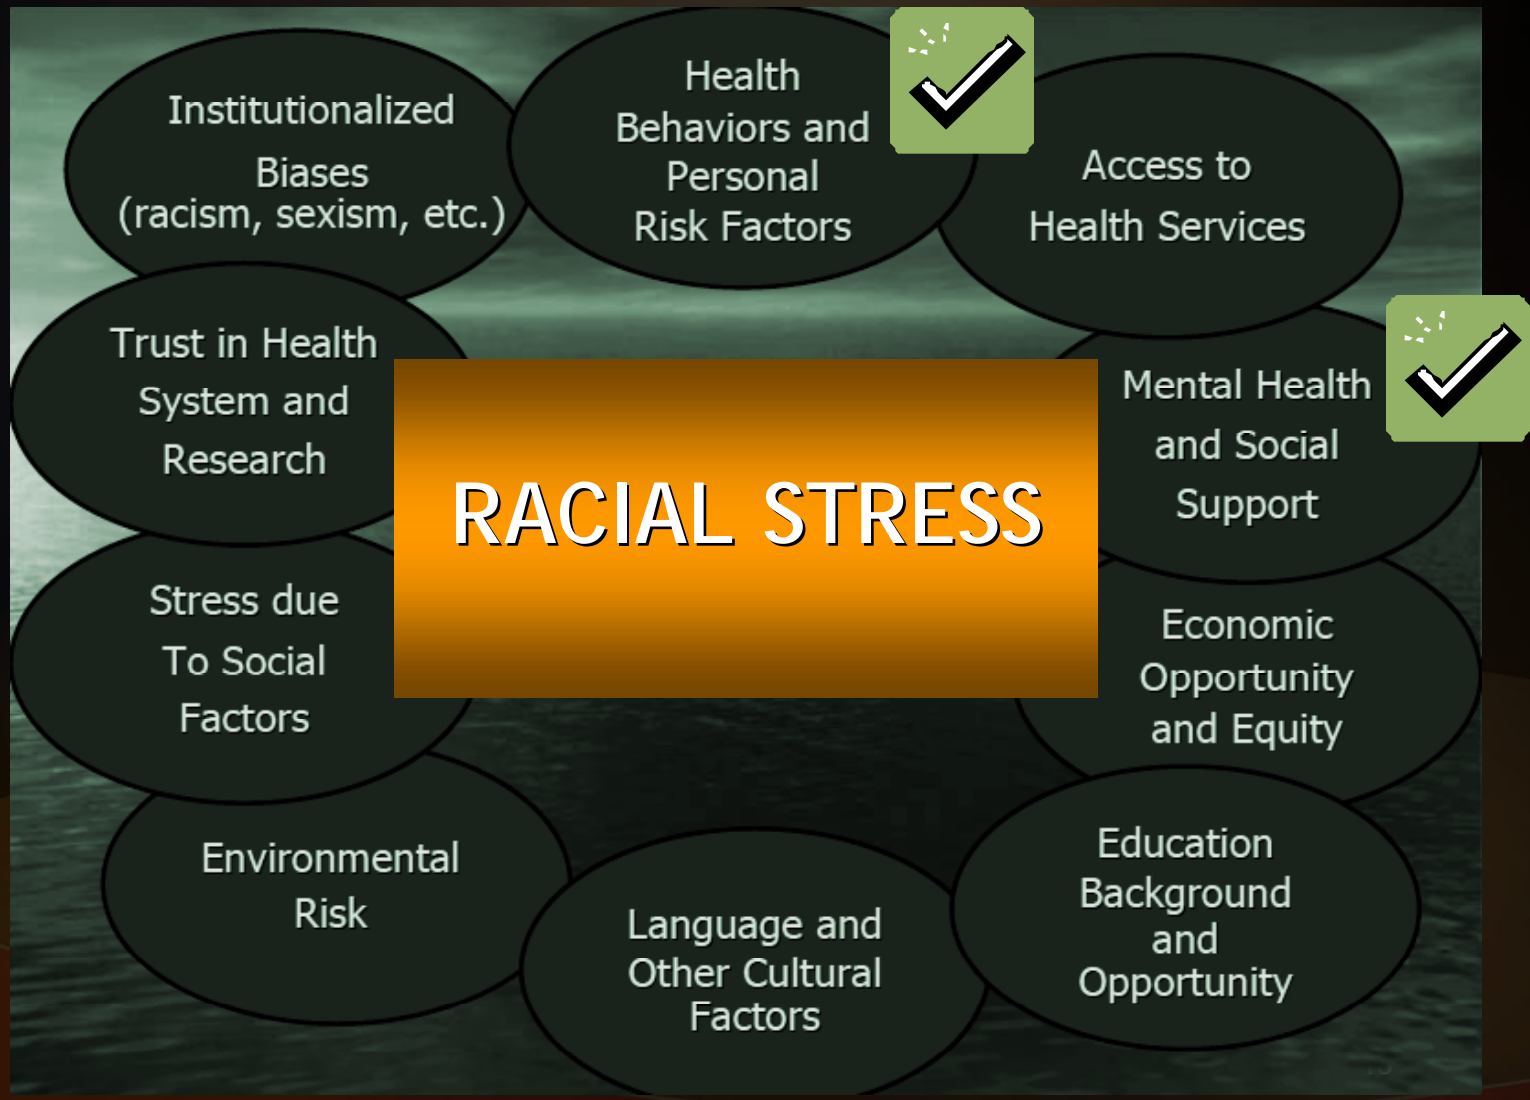 Institutionalized
Biases
(racism, sexism, etc.)
Health
Behaviors and
Personal
Risk Factors
Access to
Health Services
Trust in Health
System and
Research
Mental Health
and Social
Support
RACIAL STRESS
Stress due
To Social
Factors
Economic
Opportunity
and Equity
Environmental
Risk
Language and
Other Cultural
Factors
Education
Background
and
Opportunity